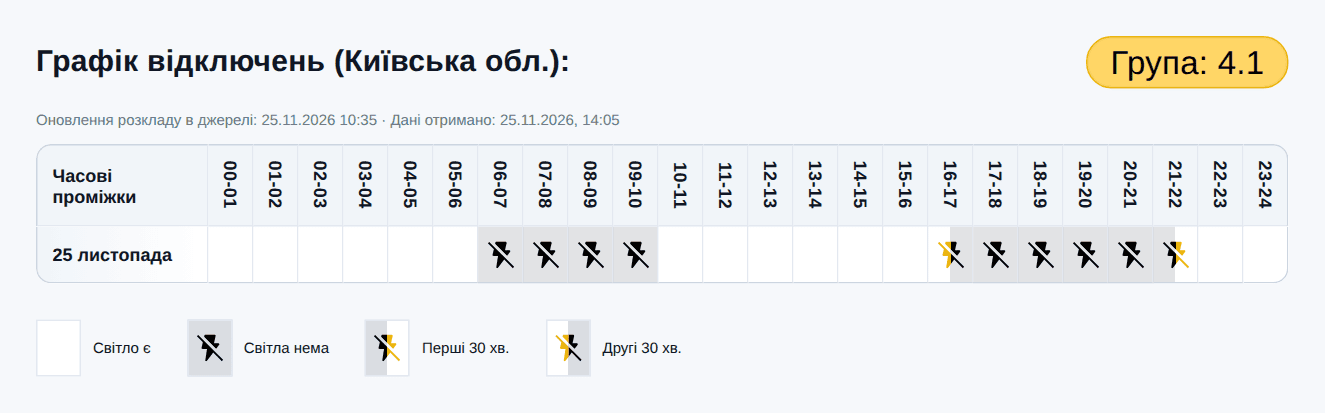 Графік відключень (Київська обл.):
Група: 4.1
Оновлення розкладу в джерелі: 25.11.2026 10:35 · Дані отримано: 25.11.2026, 14:05
Часові
проміжки
00-01
01-02
02-03
03-04
04-05
05-06
06-07
07-08
08-09
09-10
10-11
11-12
12-13
13-14
14-15
15-16
16-17
17-18
18-19
19-20
20-21
21-22
22-23
23-24
25 листопада
Світло є
Світла нема
Перші 30 хв.
Другі 30 хв.